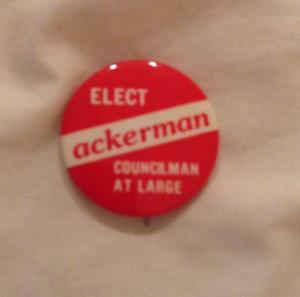 ELECT
ackerman
COUNCILMAN
AT LARGE